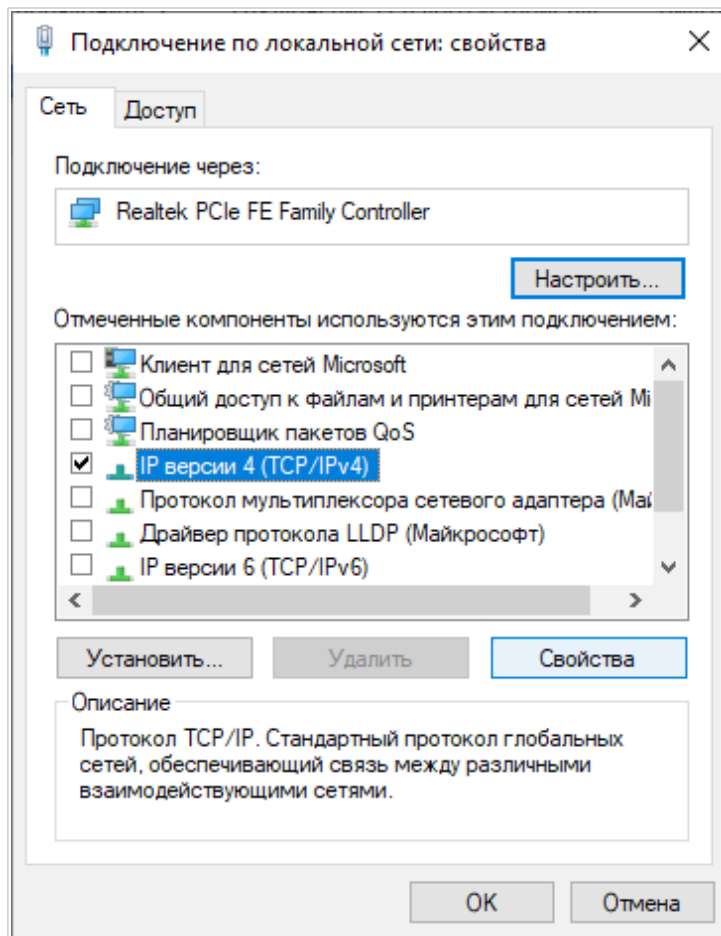 Подключение по локальной сети: свойства
Сеть
Доступ
Подключение через:
Realtek PCIe FE Family Controller
Настроить...
Отмеченные компоненты используются этим подключением:
Клиент для сетей Microsoft
Общий доступ к файлам и принтерам для сетей Mi
Планировщик пакетов QoS
IP версии 4 (TCP/IPv4)
Протокол мультиплексора сетевого адаптера (Май
Драйвер протокола LLDP (Майкрософт)
IP версии 6 (TCP/IPv6)
Установить...
Удалить
Свойства
Описание
Протокол TCP/IP. Стандартный протокол глобальных
сетей, обеспечивающий связь между различными
взаимодействующими сетями.
OK
Отмена